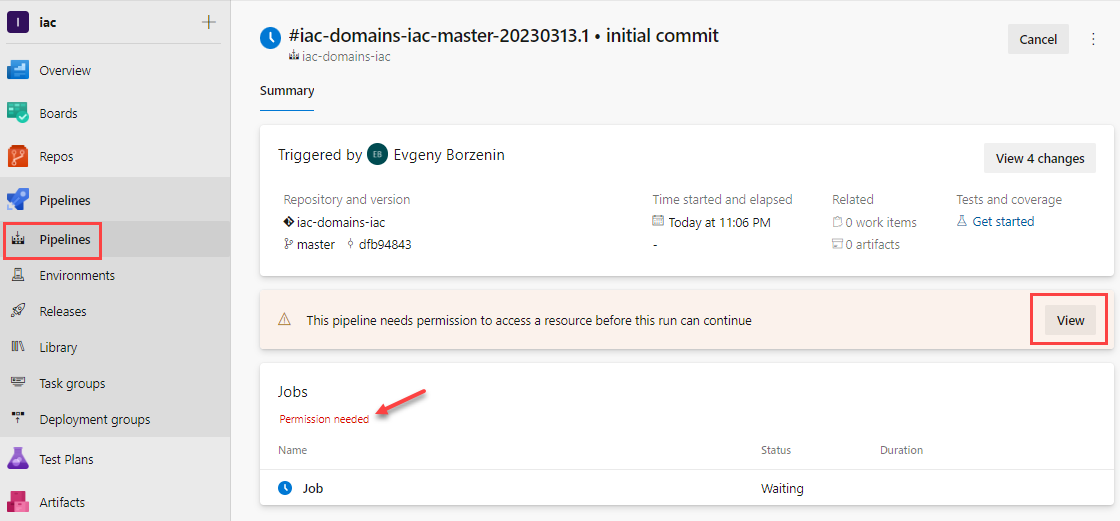 I iac +
Overview
Boards
Repos
Pipelines
Pipelines
Environments
Releases
Library
Task groups
Deployment groups
Test Plans
Artifacts
#iac-domains-iac-master-20230313.1 • initial commit
iac-domains-iac
Cancel
Summary
Triggered by EB Evgeny Borzenin
View 4 changes
Repository and version
iac-domains-iac
master dfb94843
Time started and elapsed
Today at 11:06 PM
-
Related
0 work items
0 artifacts
Tests and coverage
Get started
This pipeline needs permission to access a resource before this run can continue
View
Jobs
Permission needed
Name Status Duration
Job Waiting